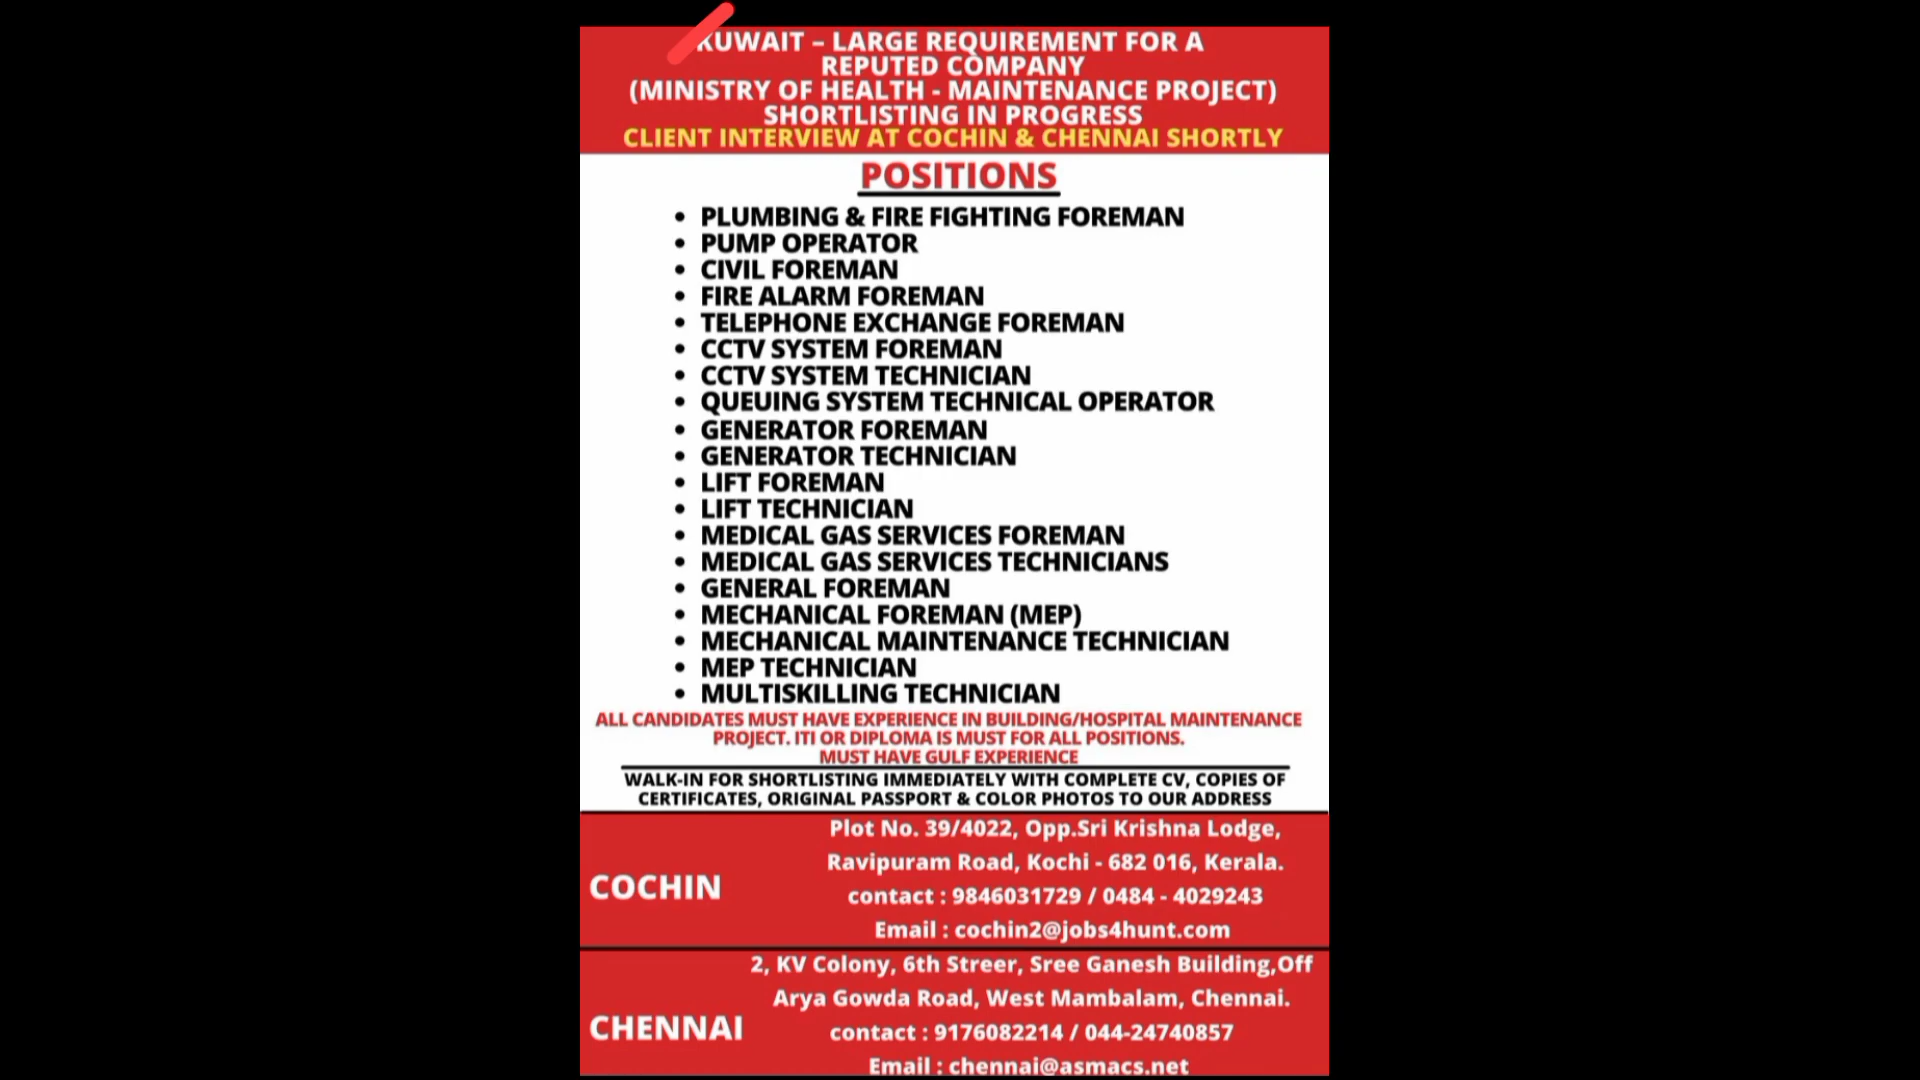 KUWAIT – LARGE REQUIREMENT FOR A
REPUTED COMPANY
(MINISTRY OF HEALTH - MAINTENANCE PROJECT)
SHORTLISTING IN PROGRESS
CLIENT INTERVIEW AT COCHIN & CHENNAI SHORTLY
POSITIONS
• PLUMBING & FIRE FIGHTING FOREMAN
• PUMP OPERATOR
• CIVIL FOREMAN
• FIRE ALARM FOREMAN
• TELEPHONE EXCHANGE FOREMAN
• CCTV SYSTEM FOREMAN
• CCTV SYSTEM TECHNICIAN
• QUEUING SYSTEM TECHNICAL OPERATOR
• GENERATOR FOREMAN
• GENERATOR TECHNICIAN
• LIFT FOREMAN
• LIFT TECHNICIAN
• MEDICAL GAS SERVICES FOREMAN
• MEDICAL GAS SERVICES TECHNICIANS
• GENERAL FOREMAN
• MECHANICAL FOREMAN (MEP)
• MECHANICAL MAINTENANCE TECHNICIAN
• MEP TECHNICIAN
• MULTISKILLING TECHNICIAN
ALL CANDIDATES MUST HAVE EXPERIENCE IN BUILDING/HOSPITAL MAINTENANCE
PROJECT. ITI OR DIPLOMA IS MUST FOR ALL POSITIONS.
MUST HAVE GULF EXPERIENCE
WALK-IN FOR SHORTLISTING IMMEDIATELY WITH COMPLETE CV, COPIES OF
CERTIFICATES, ORIGINAL PASSPORT & COLOR PHOTOS TO OUR ADDRESS
COCHIN
Plot No. 39/4022, Opp.Sri Krishna Lodge,
Ravipuram Road, Kochi - 682 016, Kerala.
contact : 9846031729 / 0484 - 4029243
Email : cochin2@jobs4hunt.com
CHENNAI
2, KV Colony, 6th Streer, Sree Ganesh Building,Off
Arya Gowda Road, West Mambalam, Chennai.
contact : 9176082214 / 044-24740857
Email : chennai@asmacs.net